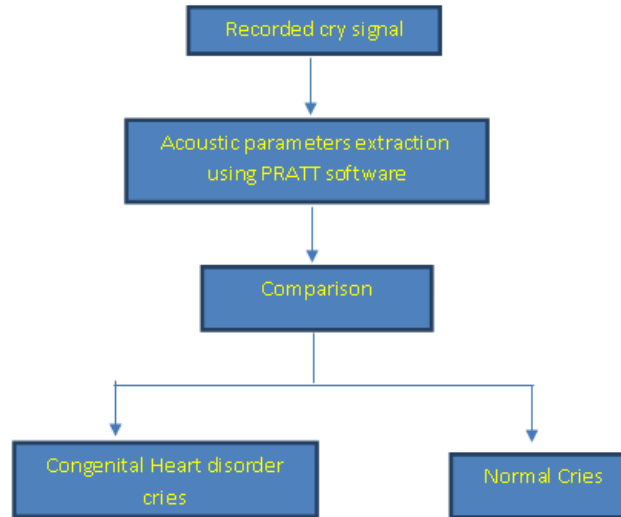 Recorded cry signal
Acoustic parameters extraction
using PRATT software
Comparison
Congenital Heart disorder
cries
Normal Cries